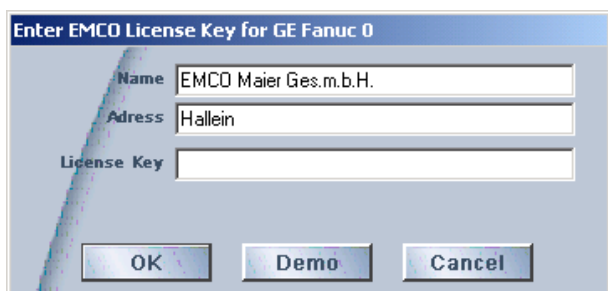 Enter EMCO License Key for GE Fanuc 0
Name EMCO Maier Ges.m.b.H.
Adress Hallein
License Key
OK Demo Cancel